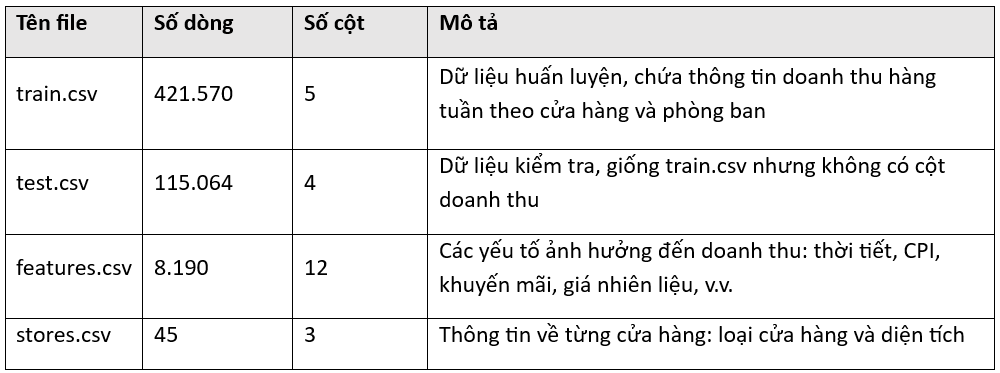 Tên file Số dòng Số cột Mô tả
train.csv 421.570 5 Dữ liệu huấn luyện, chứa thông tin doanh thu hàng
tuần theo cửa hàng và phòng ban
test.csv 115.064 4 Dữ liệu kiểm tra, giống train.csv nhưng không có cột
doanh thu
features.csv 8.190 12 Các yếu tố ảnh hưởng đến doanh thu: thời tiết, CPI,
khuyến mãi, giá nhiên liệu, v.v.
stores.csv 45 3 Thông tin về từng cửa hàng: loại cửa hàng và diện tích